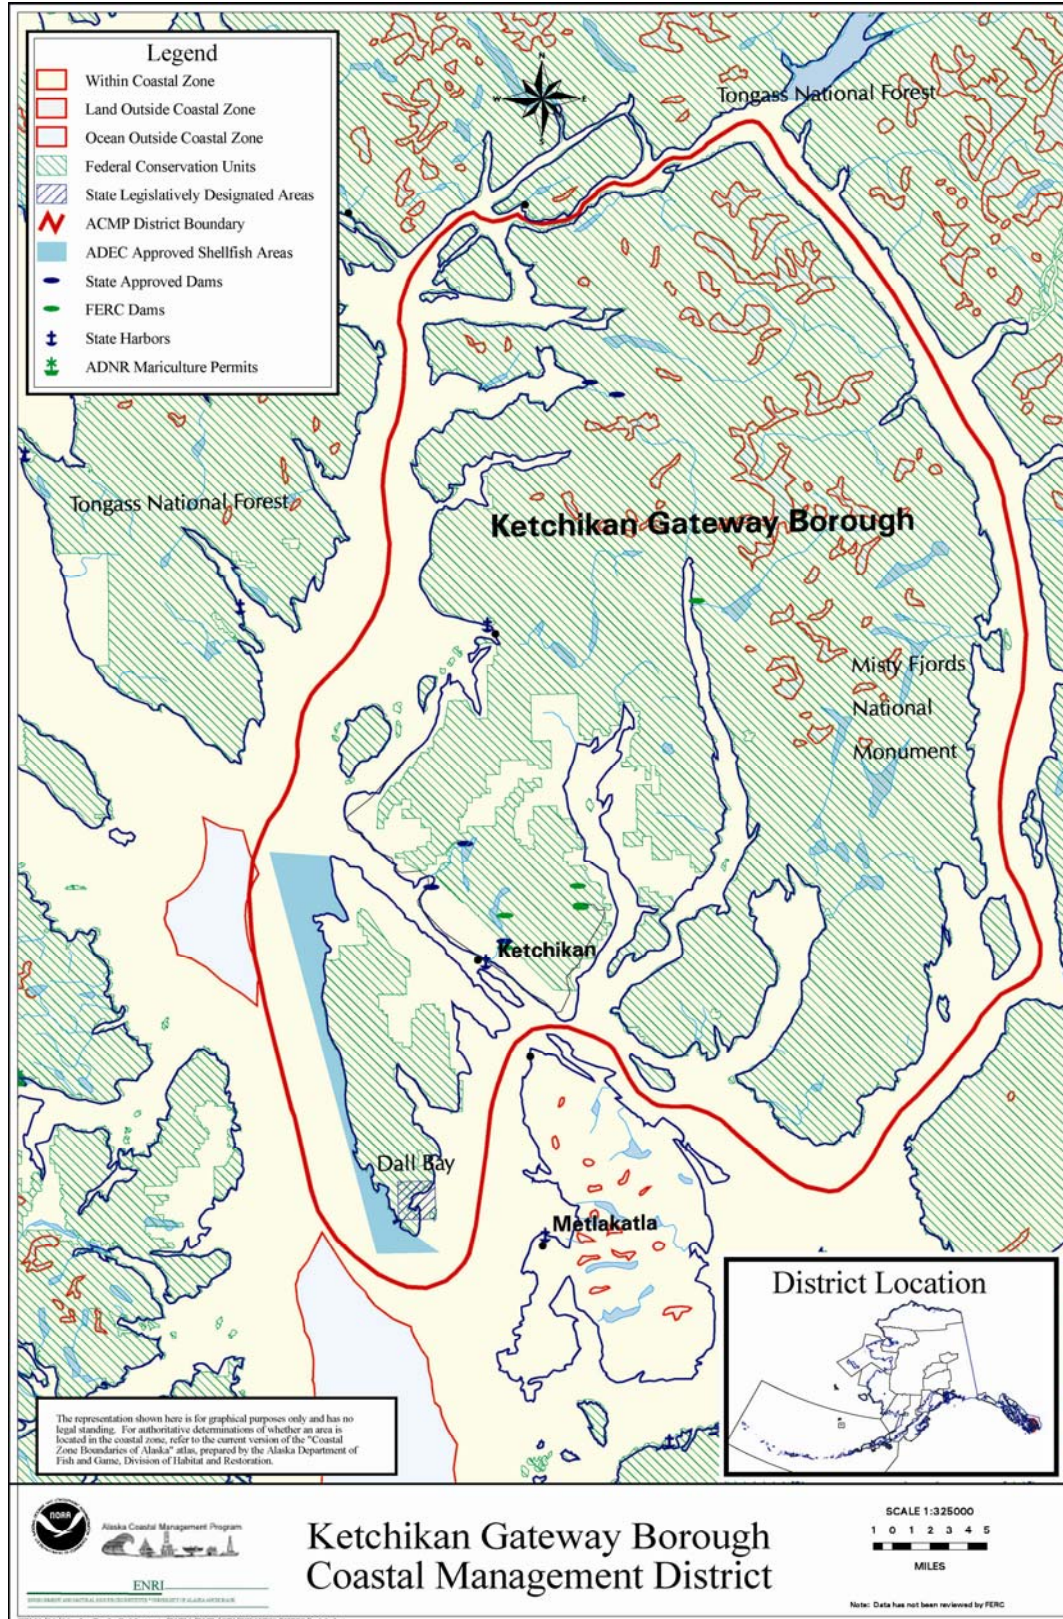 Legend
Within Coastal Zone
Land Outside Coastal Zone
Ocean Outside Coastal Zone
Federal Conservation Units
State Legislatively Designated Areas
ACMP District Boundary
ADEC Approved Shellfish Areas
State Approved Dams
FERC Dams
State Harbors
ADNR Mariculture Permits
N
W
E
S
Tongass National Forest
Tongass National Forest
Ketchikan Gateway Borough
Misty Fjords
National
Monument
Ketchikan
Dall Bay
Metlakatla
District Location
The representation shown here is for graphical purposes only and has no
legal standing. For authoritative determinations of whether an area is
located in the coastal zone, refer to the current version of the "Coastal
Zone Boundaries of Alaska" atlas, prepared by the Alaska Department of
Fish and Game, Division of Habitat and Restoration.
NOAA
Alaska Coastal Management Program
ENRI
Ketchikan Gateway Borough
Coastal Management District
SCALE 1:325000
1 0 1 2 3 4 5
MILES
Note: Data has not been reviewed by FERC